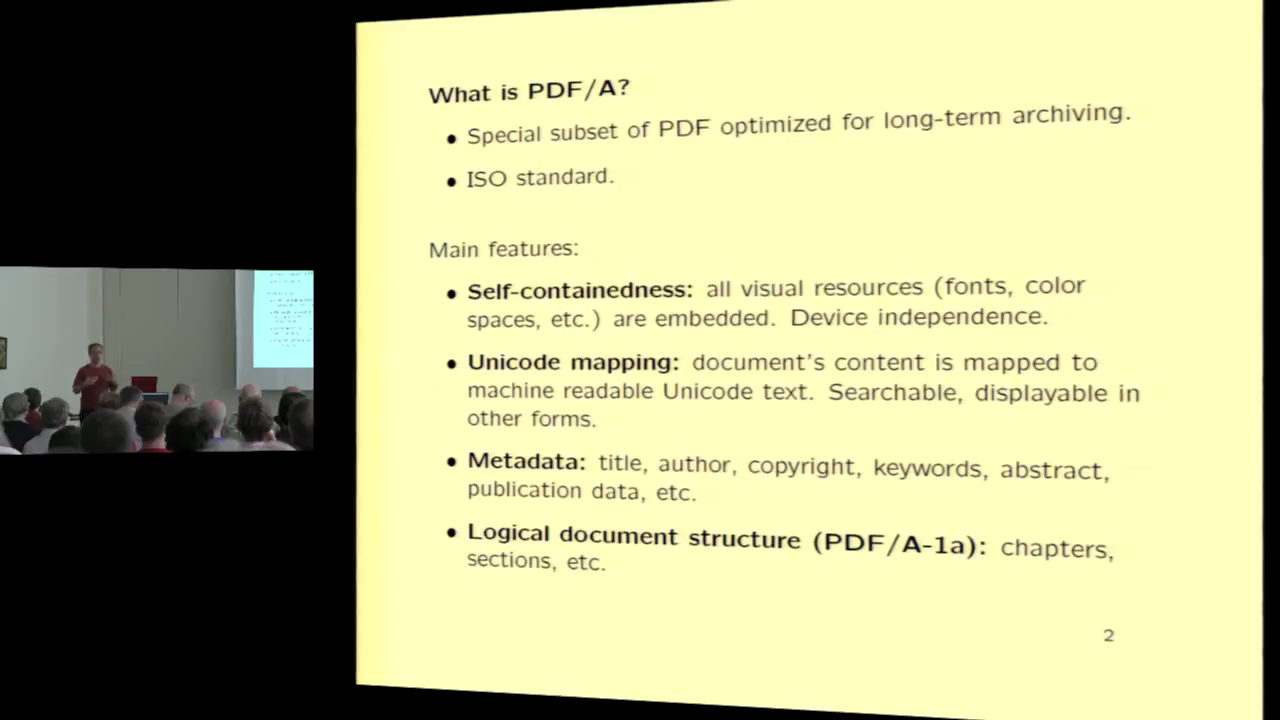 What is PDF/A?
• Special subset of PDF optimized for long-term archiving.
• ISO standard.
Main features:
• Self-containedness: all visual resources (fonts, color
spaces, etc.) are embedded. Device independence.
• Unicode mapping: document's content is mapped to
machine readable Unicode text. Searchable, displayable in
other forms.
• Metadata: title, author, copyright, keywords, abstract,
publication data, etc.
• Logical document structure (PDF/A-1a): chapters,
sections, etc.
2